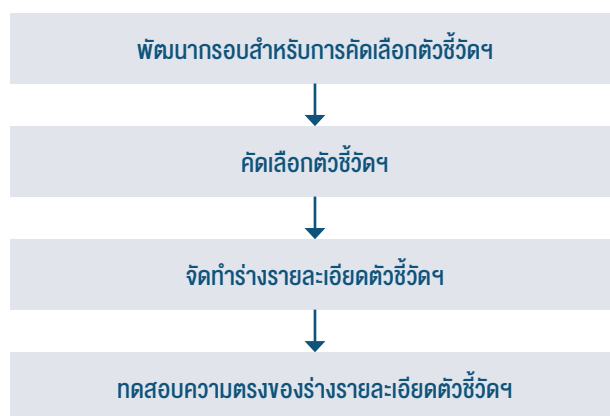 พัฒนากรอบสำหรับการคัดเลือกตัวชี้วัดฯ
คัดเลือกตัวชี้วัดฯ
จัดทำร่างรายละเอียดตัวชี้วัดฯ
ทดสอบความตรงของร่างรายละเอียดตัวชี้วัดฯ